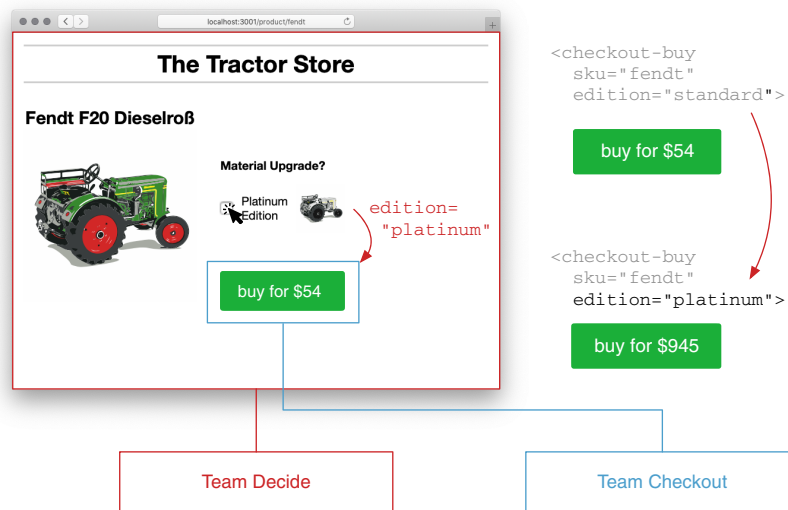 localhost:3001/product/fendt
The Tractor Store
Fendt F20 Dieselroß
Material Upgrade?
Platinum
Edition
edition=
"platinum"
buy for $54
<checkout-buy
sku="fendt"
edition="standard">
buy for $54
<checkout-buy
sku="fendt"
edition="platinum">
buy for $945
Team Decide
Team Checkout